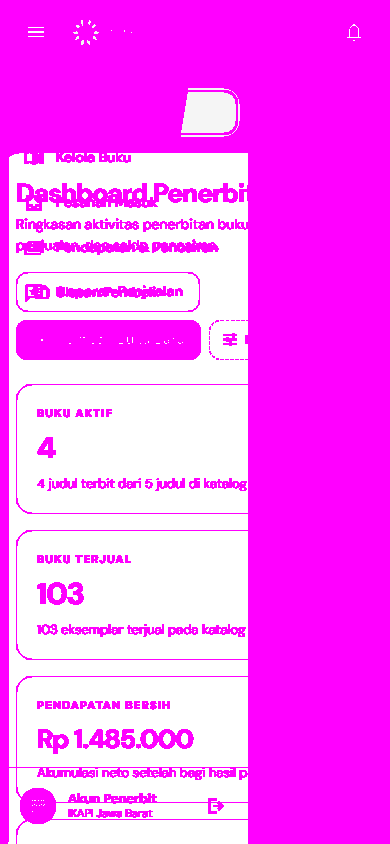 Kelola Buku
Dashboard Penerbit
Pesanan Masuk
Ringkasan aktivitas penerbitan buku
BUKU AKTIF
4
4 judul terbit dari 5 judul di katalog
BUKU TERJUAL
103
103 eksemplar terjual pada katalog
PENDAPATAN BERSIH
Rp 1.485.000
Akumulasi neto setelah bagi hasil p
Akun Penerbit
IKAPI Jawa Barat